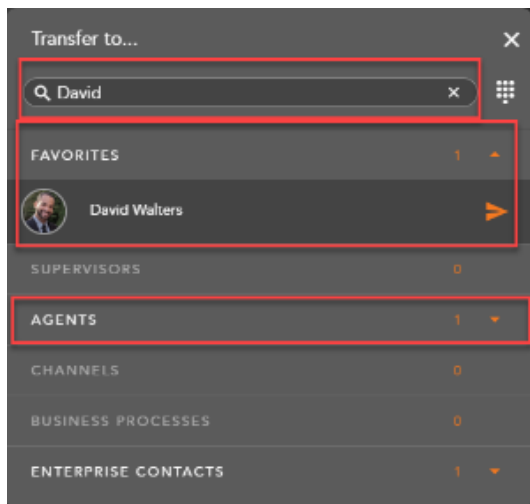 Transfer to...
David
FAVORITES 1
David Walters
SUPERVISORS 0
AGENTS 1
CHANNELS 0
BUSINESS PROCESSES 0
ENTERPRISE CONTACTS 1